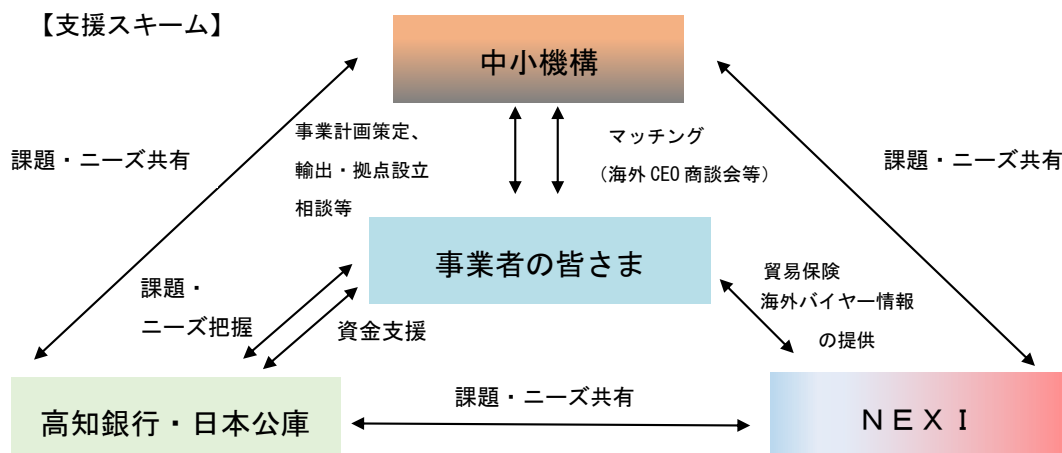 【支援スキーム】
中小機構
課題・ニーズ共有
事業計画策定、
輸出・拠点設立
相談等
マッチング
（海外 CEO 商談会等）
課題・ニーズ共有
事業者の皆さま
課題・
ニーズ把握
資金支援
貿易保険
海外バイヤー情報
の提供
高知銀行・日本公庫
課題・ニーズ共有
ＮＥＸＩ